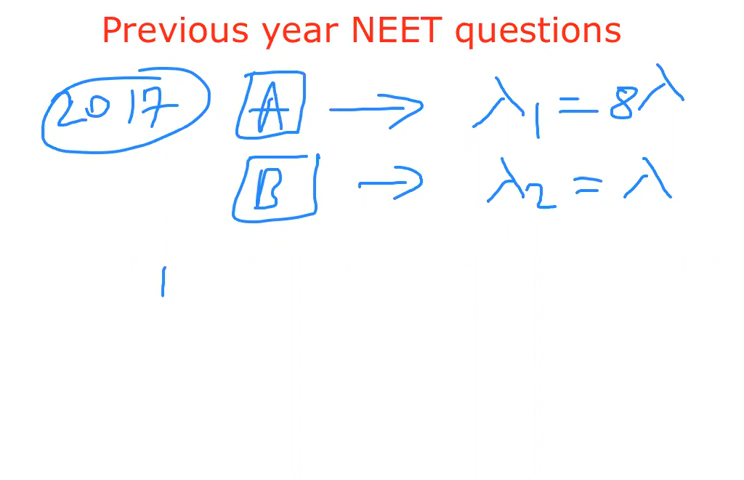 Previous year NEET questions
2017 A → λ1 = 8λ
B → λ2 = λ